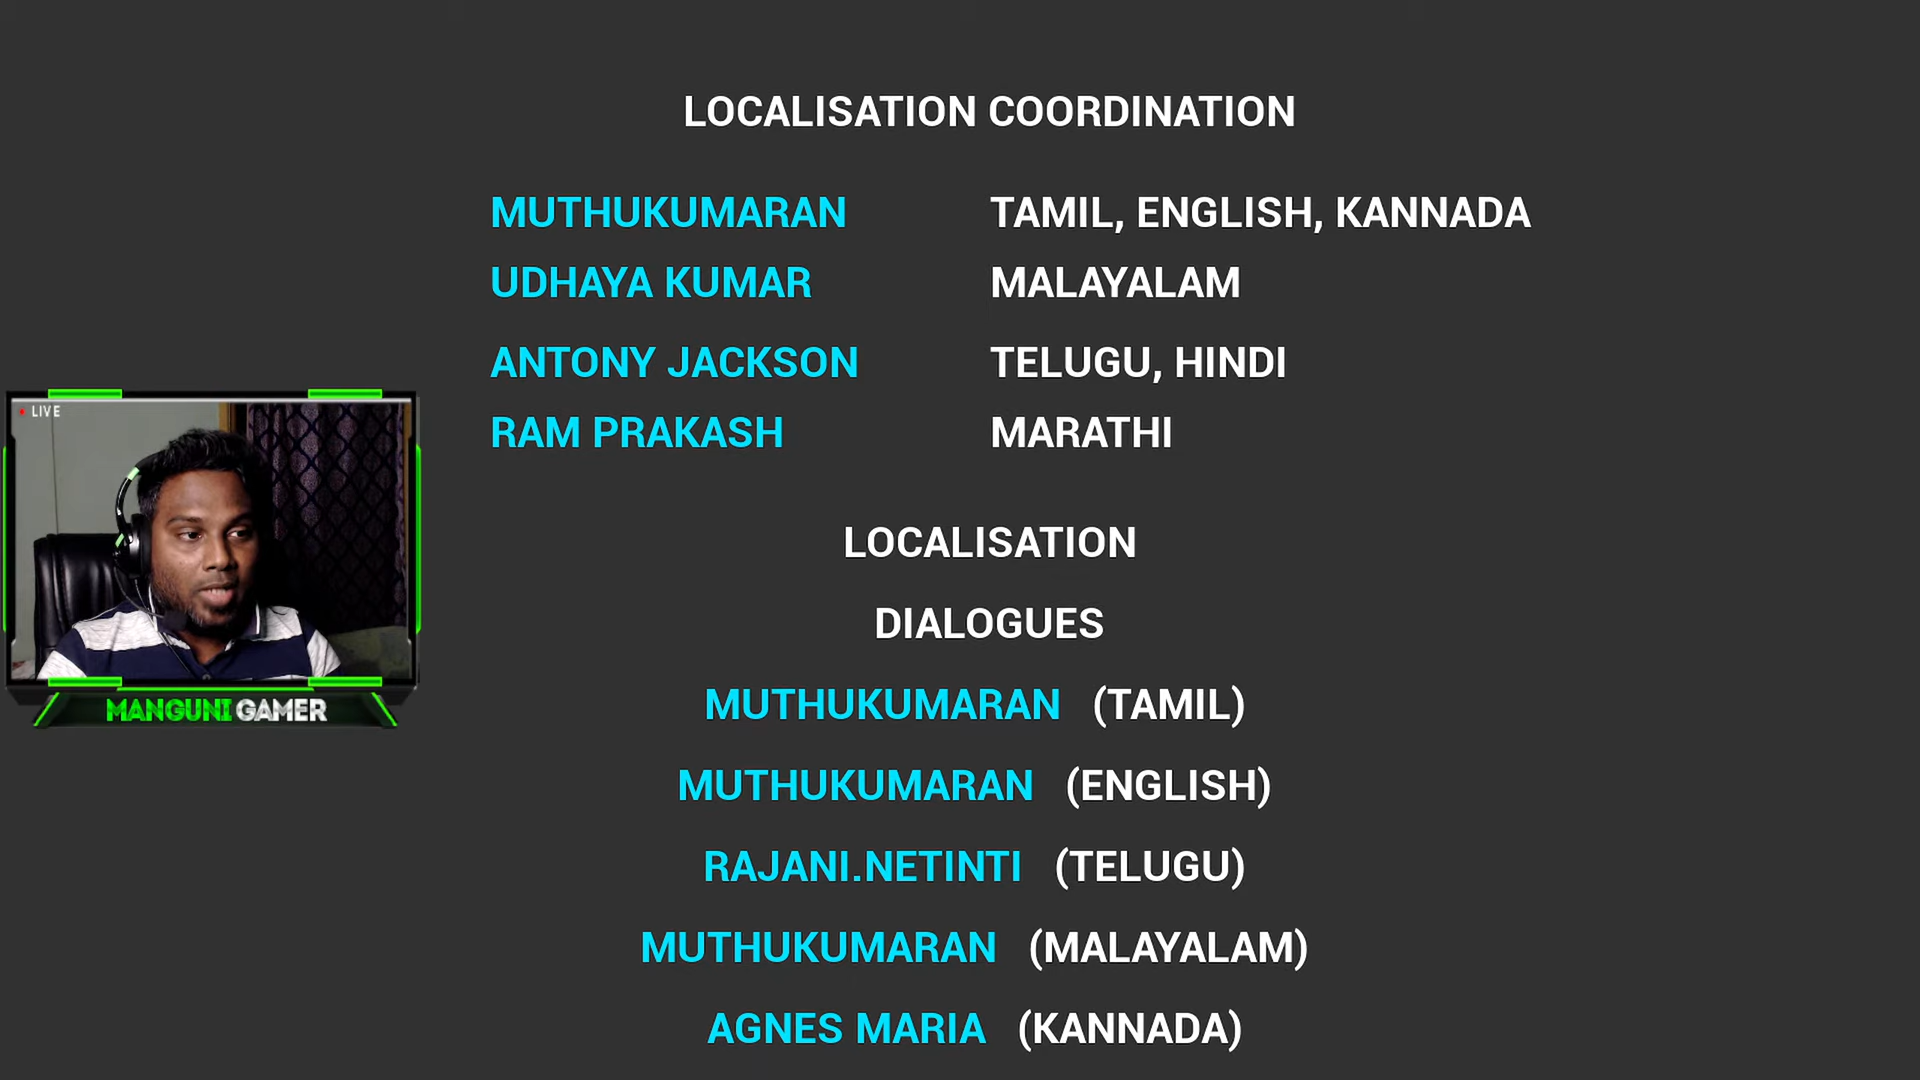 LOCALISATION COORDINATION
MUTHUKUMARAN TAMIL, ENGLISH, KANNADA
UDHAYA KUMAR MALAYALAM
ANTONY JACKSON TELUGU, HINDI
RAM PRAKASH MARATHI
LIVE
MANGUNI GAMER
LOCALISATION
DIALOGUES
MUTHUKUMARAN (TAMIL)
MUTHUKUMARAN (ENGLISH)
RAJANI.NETINTI (TELUGU)
MUTHUKUMARAN (MALAYALAM)
AGNES MARIA (KANNADA)